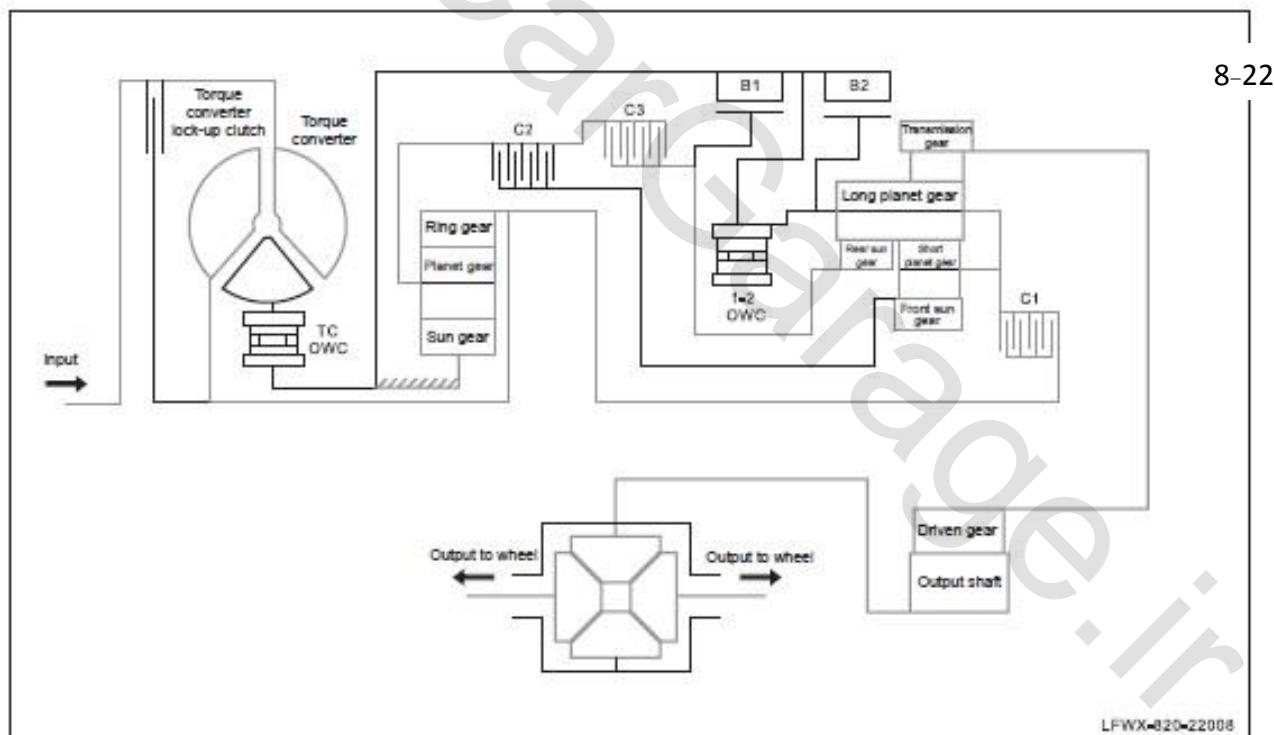 8-22
Torque
converter
lock-up clutch
Torque
converter
C2
C3
B1
B2
Transmission
gear
Long planet gear
Ring gear
Planet gear
Sun gear
Rear sun
gear
Short
planet gear
Front sun
gear
C1
1-2
OWC
TC
OWC
Input
Driven gear
Output shaft
Output to wheel
Output to wheel
CarGarage.ir
LFWX-820-22008